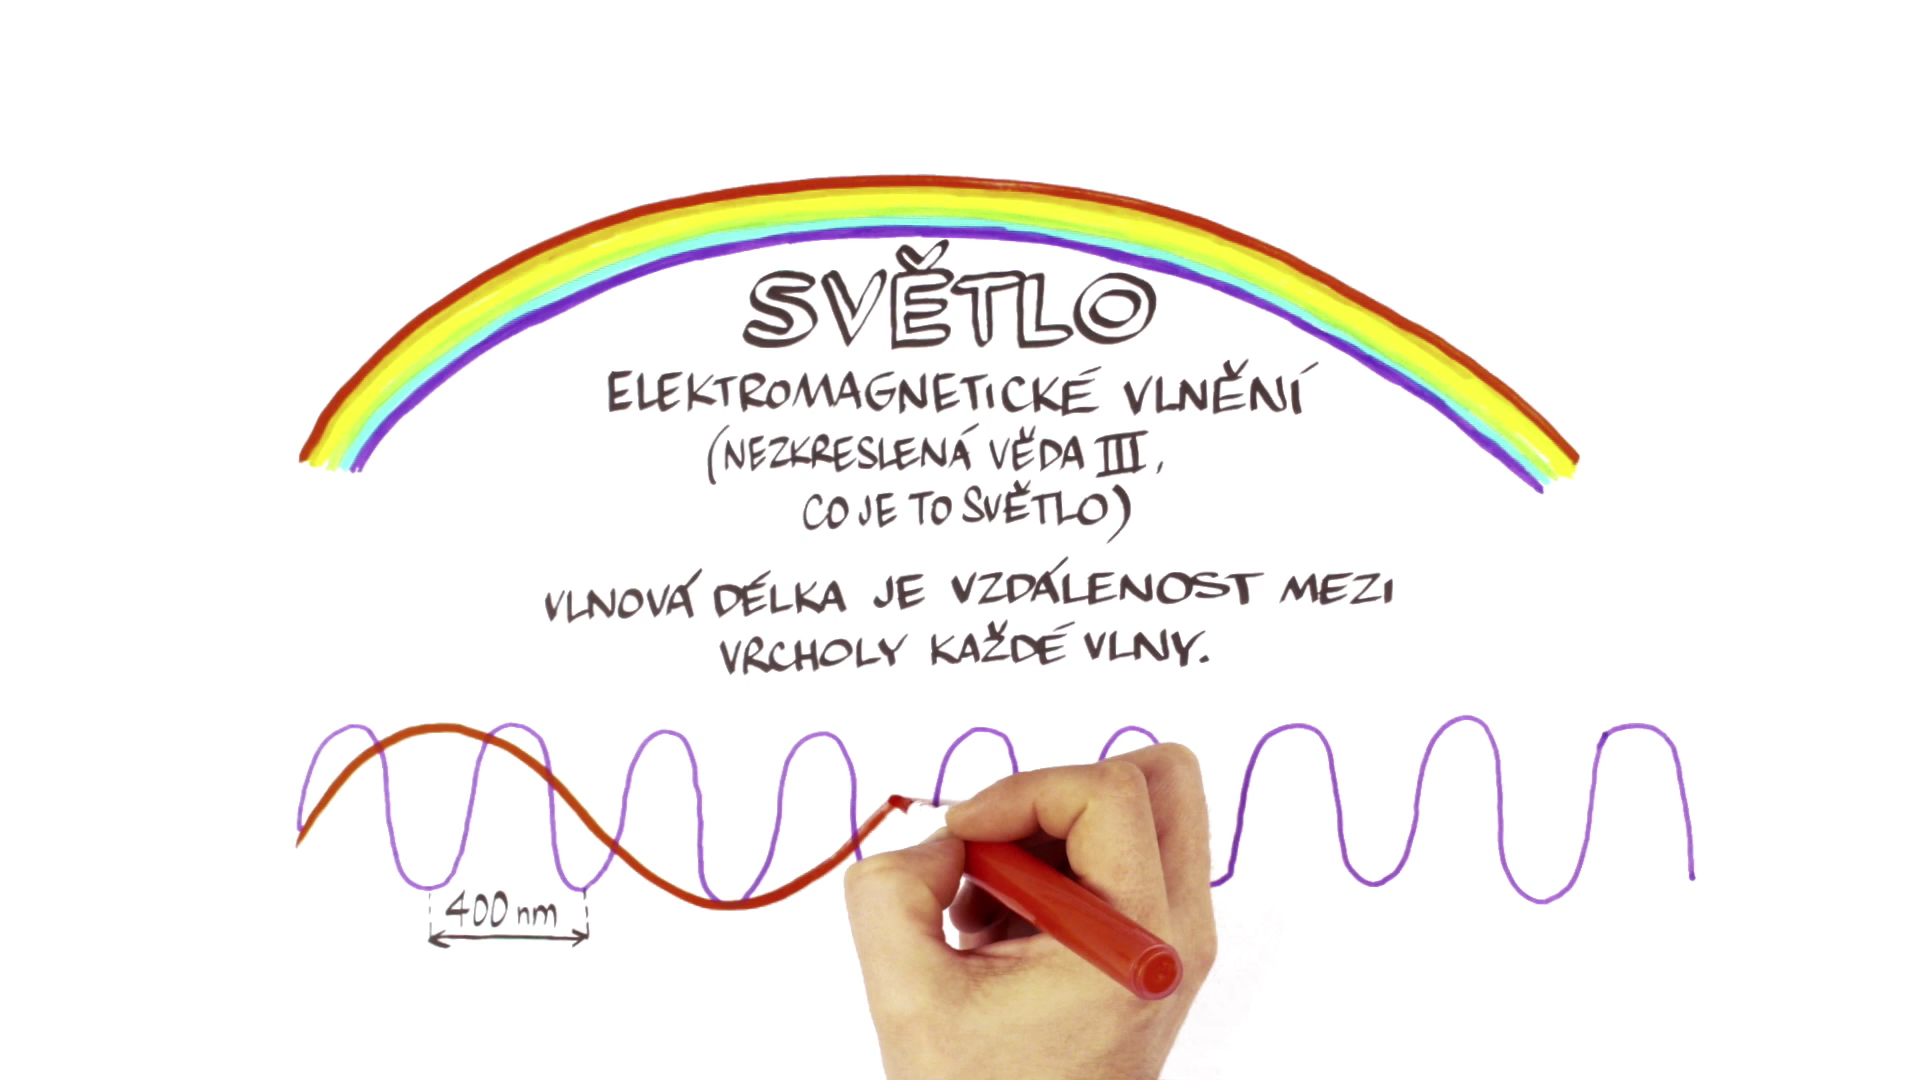 SVĚTLO
ELEKTROMAGNETICKÉ VLNĚNÍ
(NEZKRESLENÁ VĚDA III,
CO JE TO SVĚTLO)
VLNOVÁ DÉLKA JE VZDÁLENOST MEZI
VRCHOLY KAŽDÉ VLNY.
400 nm